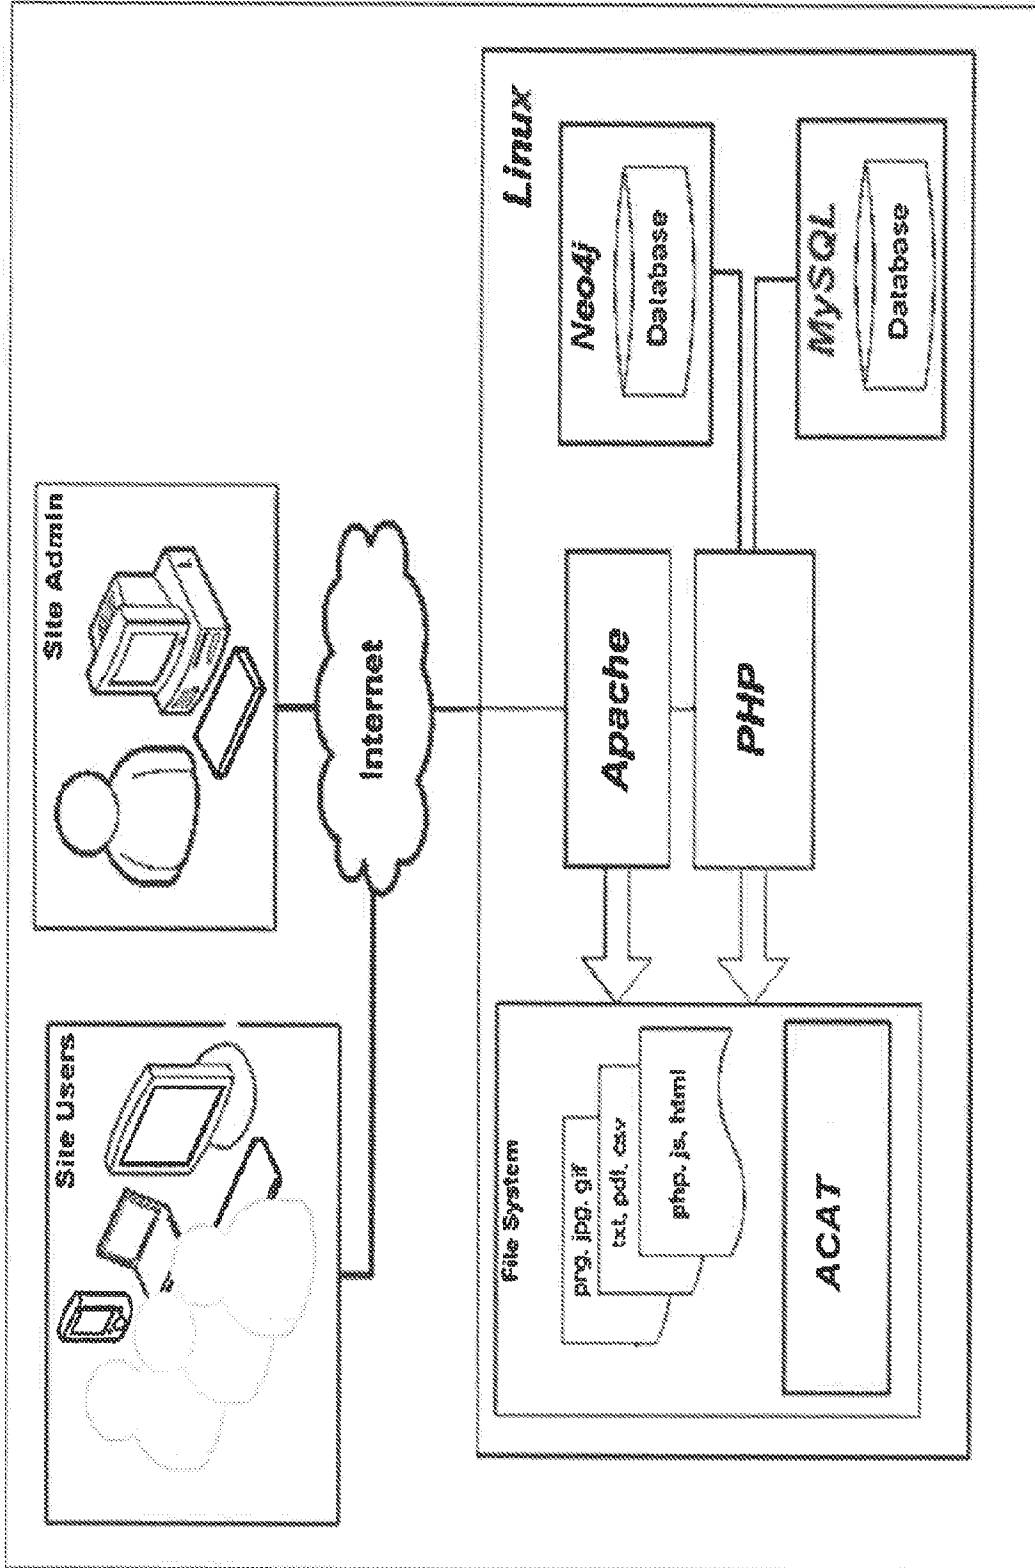 Site Users
Site Admin
Internet
Linux
File System
prg, jpg, gif
txt, pdf, csv
php, js, html
ACAT
Apache
PHP
Neo4j
Database
MySQL
Database